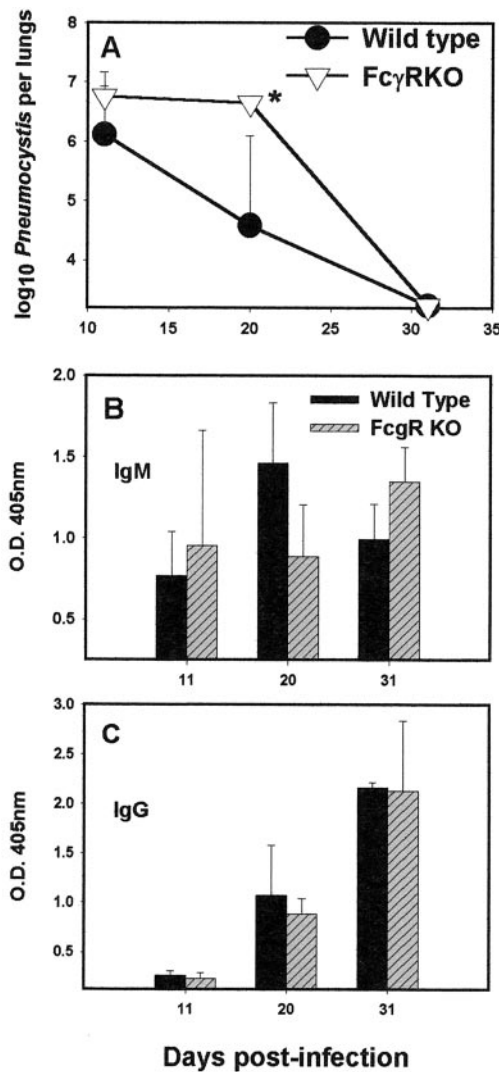 A
Wild type
FcγRKO
*
log10 Pneumocystis per lungs
8
7
6
5
4
10 15 20 25 30 35
B
Wild Type
FcgR KO
IgM
O.D. 405nm
2.0
1.5
1.0
0.5
11 20 31
C
IgG
O.D. 405nm
3.0
2.5
2.0
1.5
1.0
0.5
11 20 31
Days post-infection